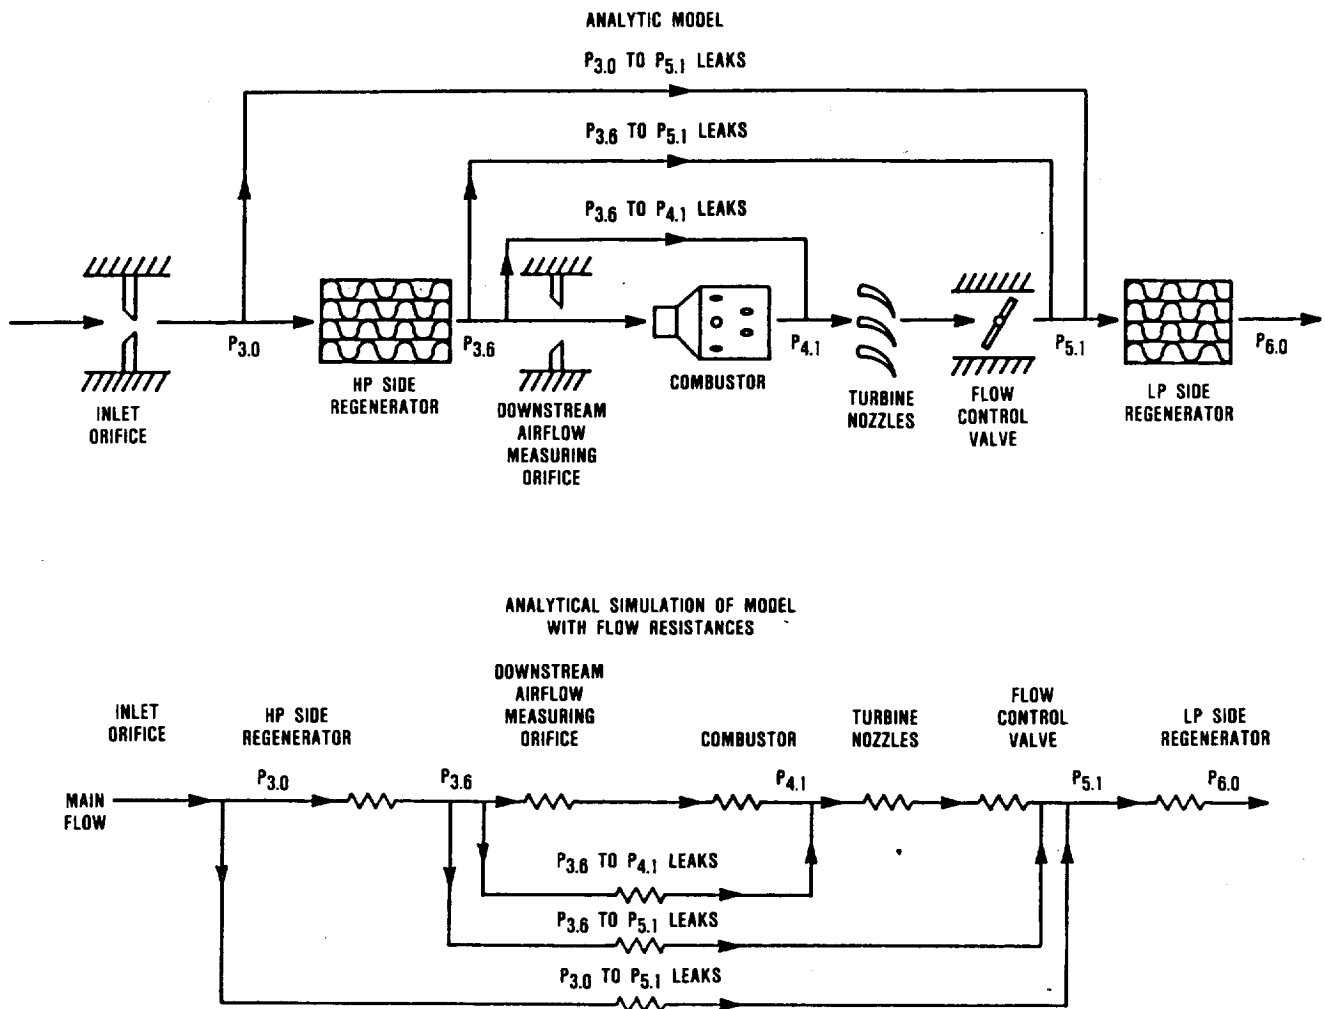 ANALYTIC MODEL
P3.0 TO P5.1 LEAKS
P3.6 TO P5.1 LEAKS
P3.6 TO P4.1 LEAKS
P3.0
P3.6
P4.1
P5.1
P6.0
INLET
ORIFICE
HP SIDE
REGENERATOR
DOWNSTREAM
AIRFLOW
MEASURING
ORIFICE
COMBUSTOR
TURBINE
NOZZLES
FLOW
CONTROL
VALVE
LP SIDE
REGENERATOR
ANALYTICAL SIMULATION OF MODEL
WITH FLOW RESISTANCES
INLET
ORIFICE
HP SIDE
REGENERATOR
DOWNSTREAM
AIRFLOW
MEASURING
ORIFICE
COMBUSTOR
TURBINE
NOZZLES
FLOW
CONTROL
VALVE
LP SIDE
REGENERATOR
MAIN
FLOW
P3.0
P3.6
P4.1
P5.1
P6.0
P3.6 TO P4.1 LEAKS
P3.6 TO P5.1 LEAKS
P3.0 TO P5.1 LEAKS